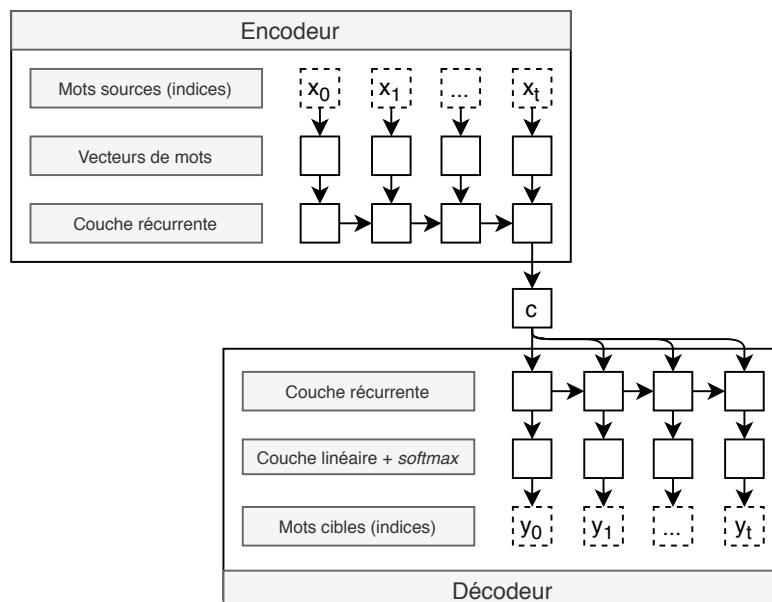 Encodeur
Mots sources (indices) x0 x1 ... xt
Vecteurs de mots
Couche récurrente
c
Couche récurrente
Couche linéaire + softmax
Mots cibles (indices) y0 y1 ... yt
Décodeur